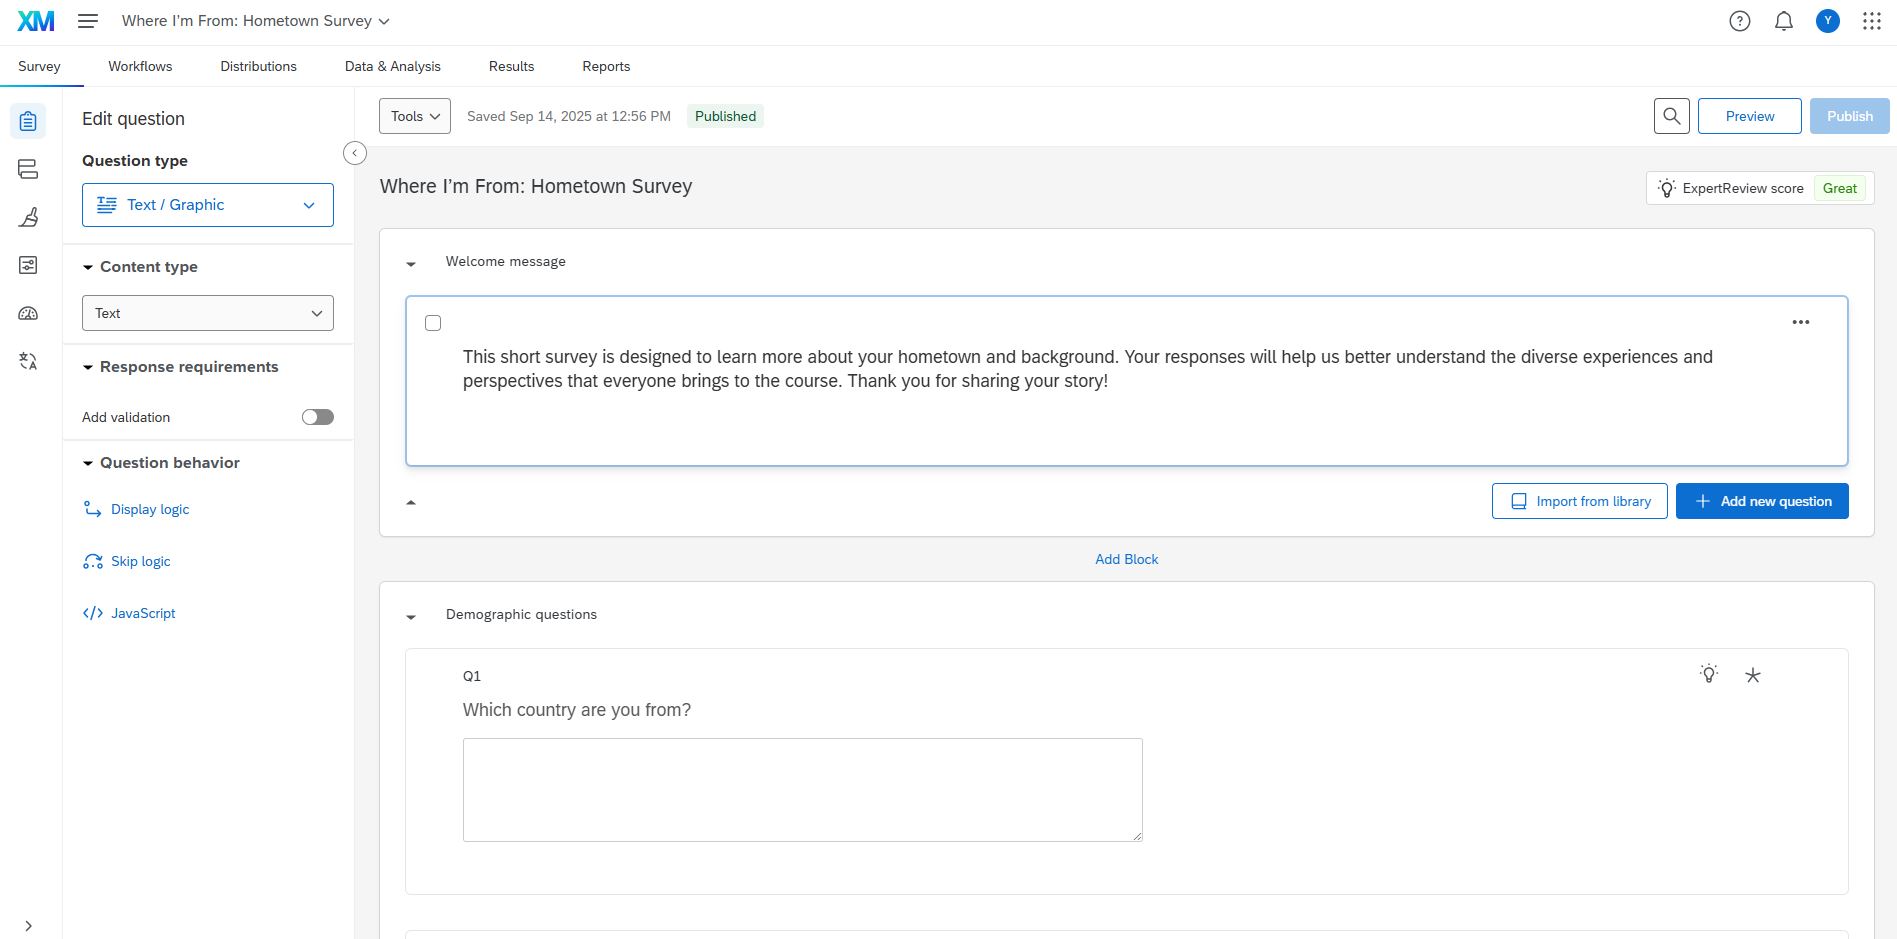 XM
Where I’m From: Hometown Survey
?
Y
Survey
Workflows
Distributions
Data & Analysis
Results
Reports
Edit question
Question type
Text / Graphic
Content type
Text
Response requirements
Add validation
Question behavior
Display logic
Skip logic
</> JavaScript
Tools
Saved Sep 14, 2025 at 12:56 PM
Published
Preview
Publish
Where I’m From: Hometown Survey
ExpertReview score
Great
Welcome message
This short survey is designed to learn more about your hometown and background. Your responses will help us better understand the diverse experiences and
perspectives that everyone brings to the course. Thank you for sharing your story!
Import from library
Add new question
Add Block
Demographic questions
Q1
Which country are you from?